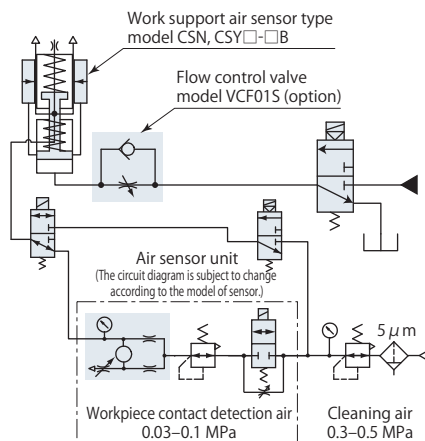 Work support air sensor type
model CSN, CSY□-□B
Flow control valve
model VCF01S (option)
Air sensor unit
(The circuit diagram is subject to change
according to the model of sensor.)
5 μm
Workpiece contact detection air
0.03–0.1 MPa
Cleaning air
0.3–0.5 MPa